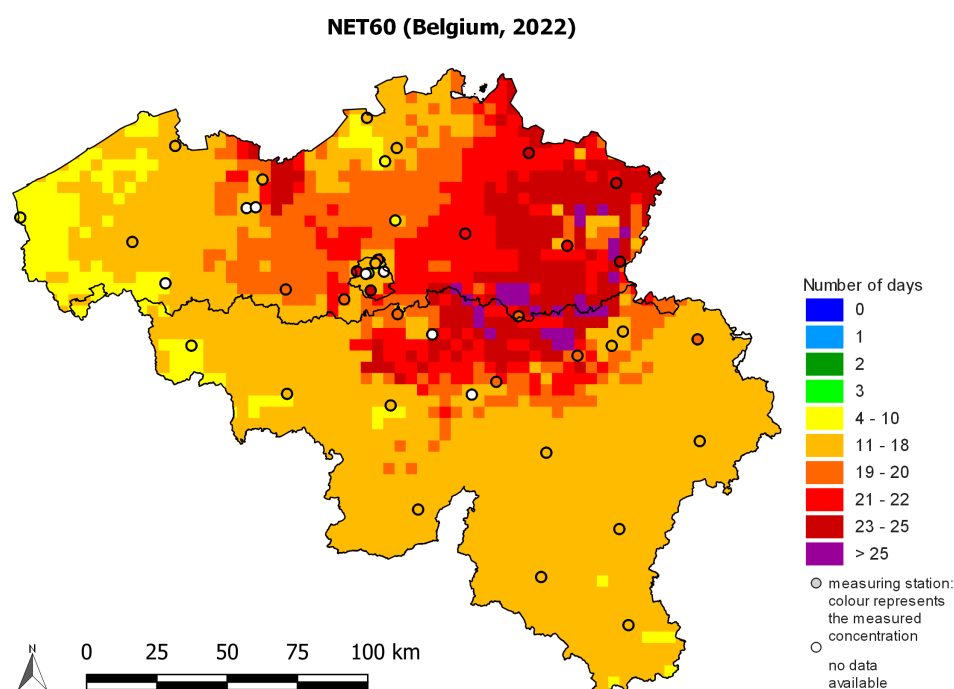 NET60 (Belgium, 2022)
Number of days
0
1
2
3
4 - 10
11 - 18
19 - 20
21 - 22
23 - 25
> 25
measuring station:
colour represents
the measured
concentration
no data
available
N
0 25 50 75 100 km